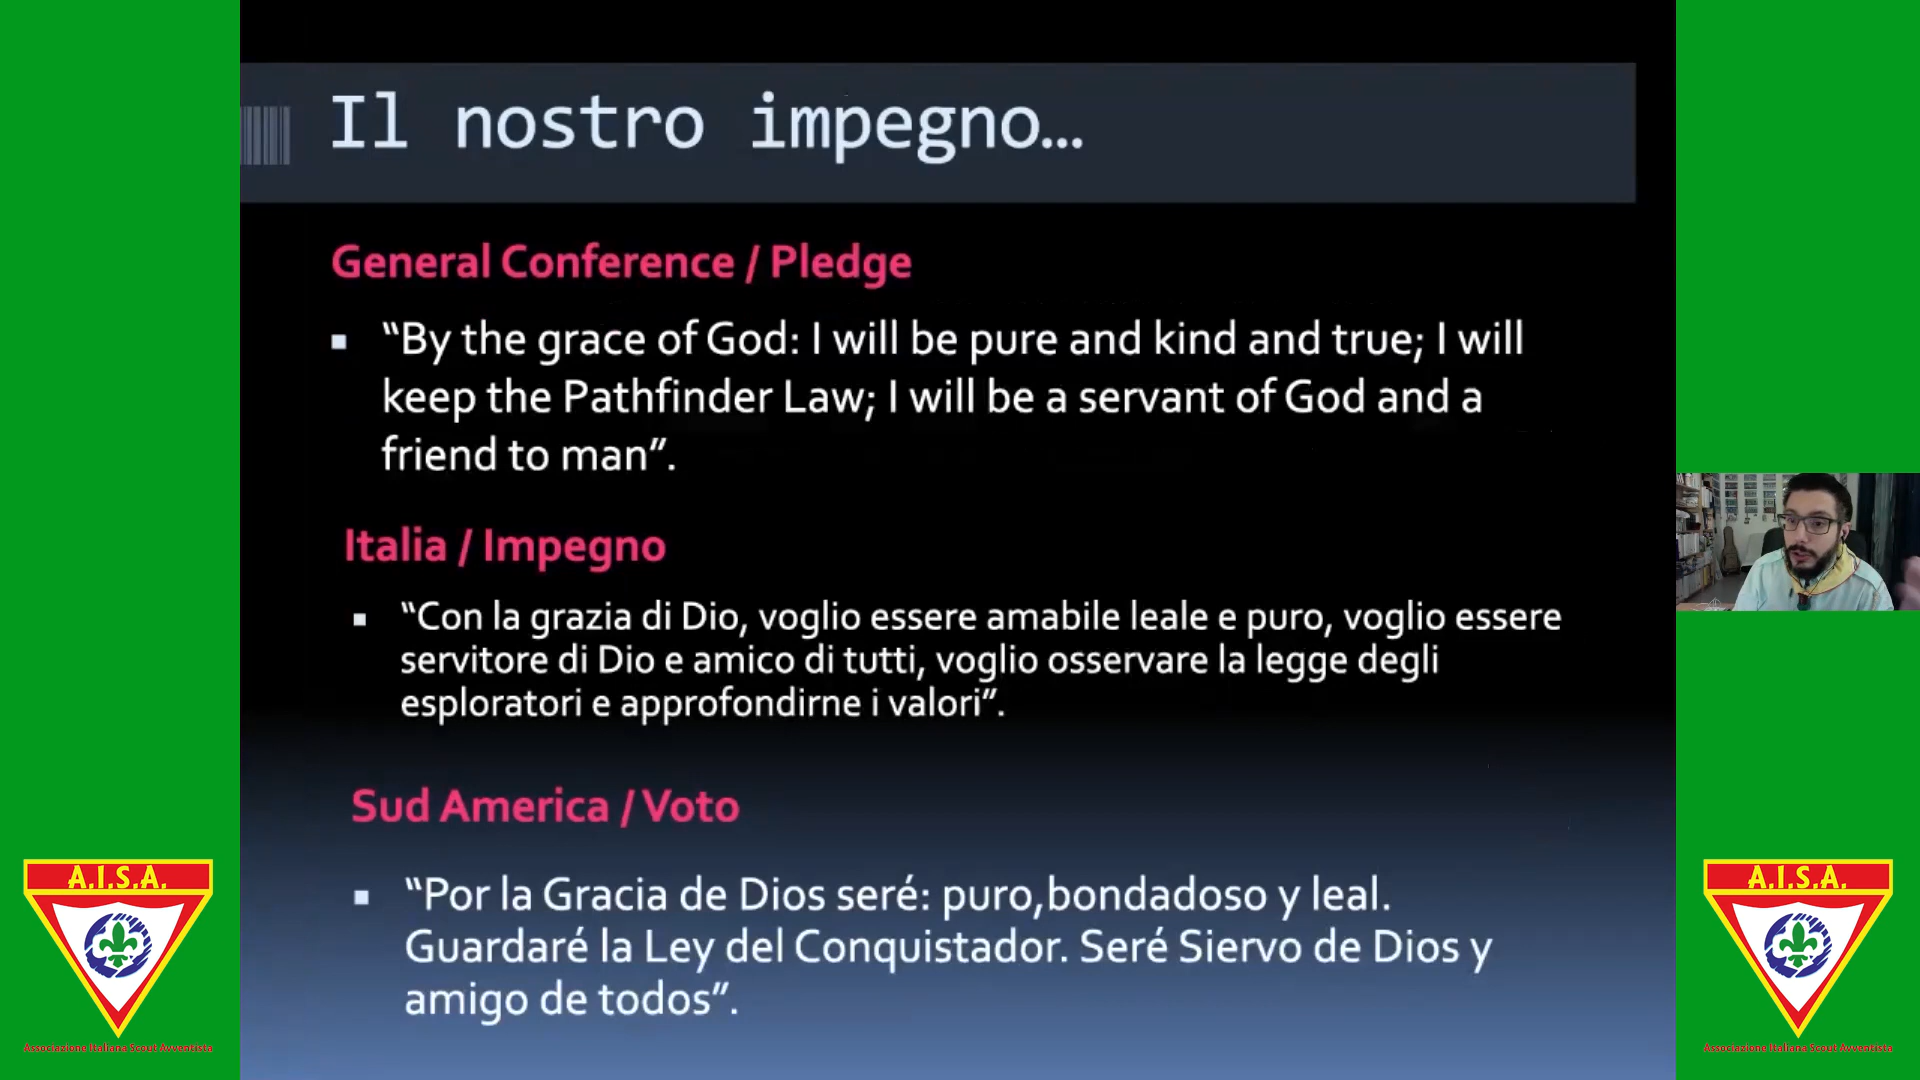 Il nostro impegno...
General Conference / Pledge
“By the grace of God: I will be pure and kind and true; I will
keep the Pathfinder Law; I will be a servant of God and a
friend to man”.
Italia / Impegno
“Con la grazia di Dio, voglio essere amabile leale e puro, voglio essere
servitore di Dio e amico di tutti, voglio osservare la legge degli
esploratori e approfondirne i valori”.
Sud America / Voto
“Por la Gracia de Dios seré: puro,bondadoso y leal.
Guardaré la Ley del Conquistador. Seré Siervo de Dios y
amigo de todos”.
A.I.S.A.
Associazione Italiana Scout Avventista
A.I.S.A.
Associazione Italiana Scout Avventista